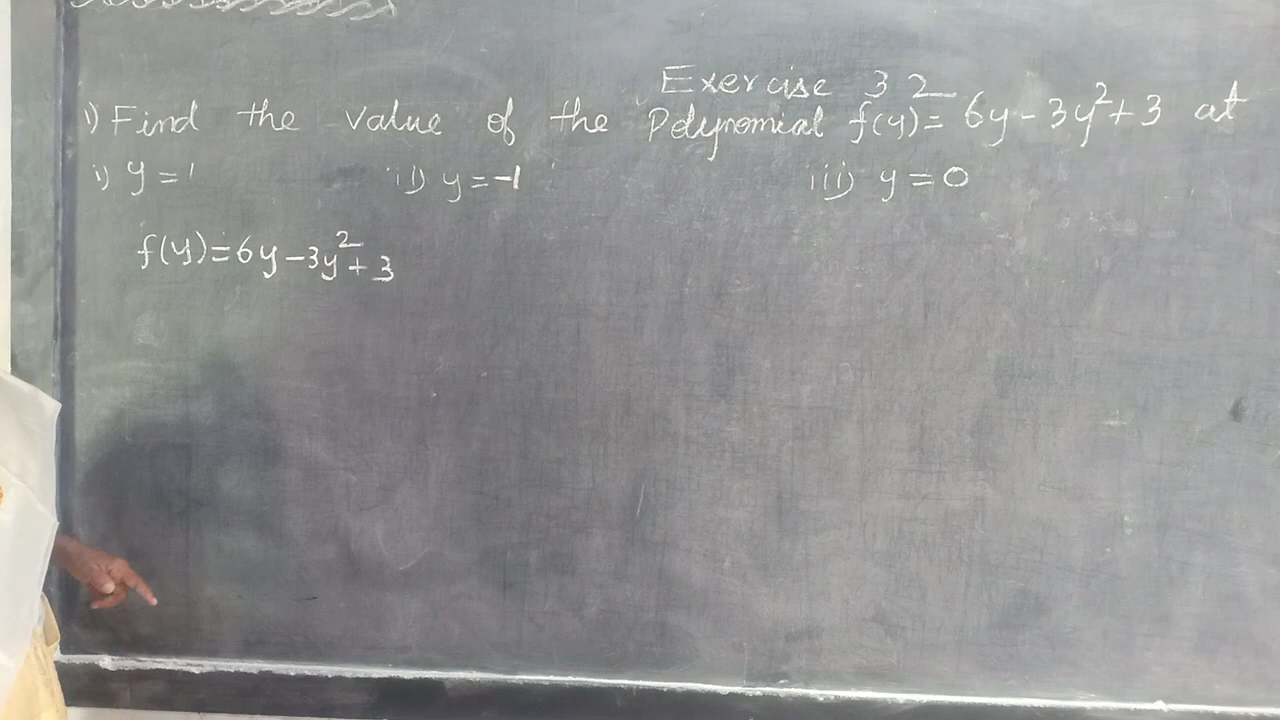 Exercise 3 2
1) Find the value of the Polynomial f(y)= 6y-3y²+3 at
i) y=1 ii) y=-1 iii) y=0
f(y)=6y-3y²+3